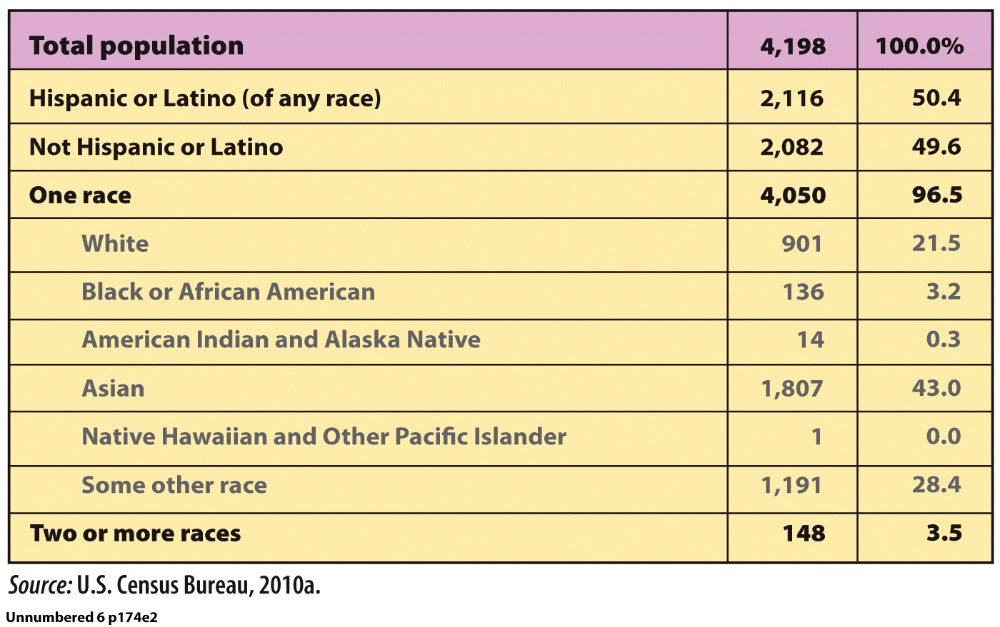 Total population 4,198 100.0%
Hispanic or Latino (of any race) 2,116 50.4
Not Hispanic or Latino 2,082 49.6
One race 4,050 96.5
White 901 21.5
Black or African American 136 3.2
American Indian and Alaska Native 14 0.3
Asian 1,807 43.0
Native Hawaiian and Other Pacific Islander 1 0.0
Some other race 1,191 28.4
Two or more races 148 3.5
Source: U.S. Census Bureau, 2010a.
Unnumbered 6 p174e2